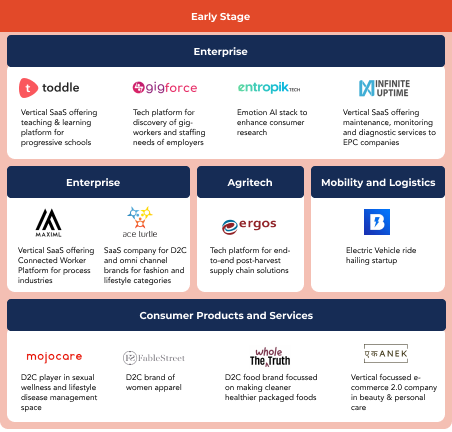 Early Stage
Enterprise
t toddle
gigforce
entropik TECH
INFINITE
UPTIME
Vertical SaaS offering
teaching & learning
platform for
progressive schools
Tech platform for
discovery of gig-
workers and staffing
needs of employers
Emotion AI stack to
enhance consumer
research
Vertical SaaS offering
maintenance, monitoring
and diagnostic services to
EPC companies
Enterprise
Agritech
Mobility and Logistics
MAXIML
ace turtle
ergos
B
Vertical SaaS offering
Connected Worker
Platform for process
industries
SaaS company for D2C
and omni channel
brands for fashion and
lifestyle categories
Tech platform for end-
to-end post-harvest
supply chain solutions
Electric Vehicle ride
hailing startup
Consumer Products and Services
mojocare
FS FableStreet
whole
The Truth
एकANEK
D2C player in sexual
wellness and lifestyle
disease management
space
D2C brand of
women apparel
D2C food brand focussed
on making cleaner
healthier packaged foods
Vertical focussed e-
commerce 2.0 company
in beauty & personal
care